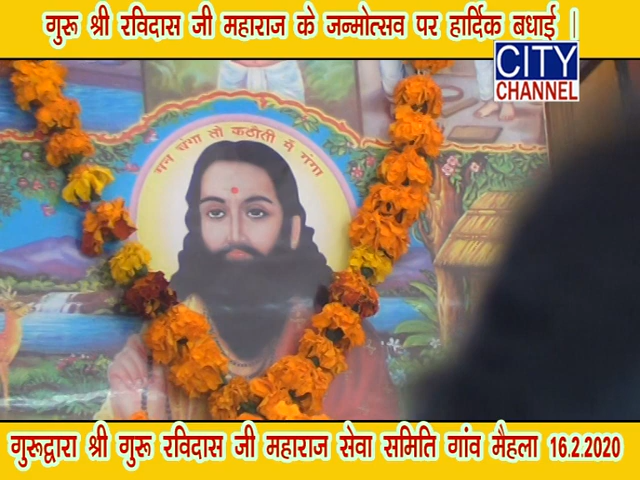 गुरू श्री रविदास जी महाराज के जन्मोत्सव पर हार्दिक बधाई |
CITY
CHANNEL
मन चंगा तो कठौती में गंगा
गुरूद्वारा श्री गुरू रविदास जी महाराज सेवा समिति गांव मैहला 16.2.2020